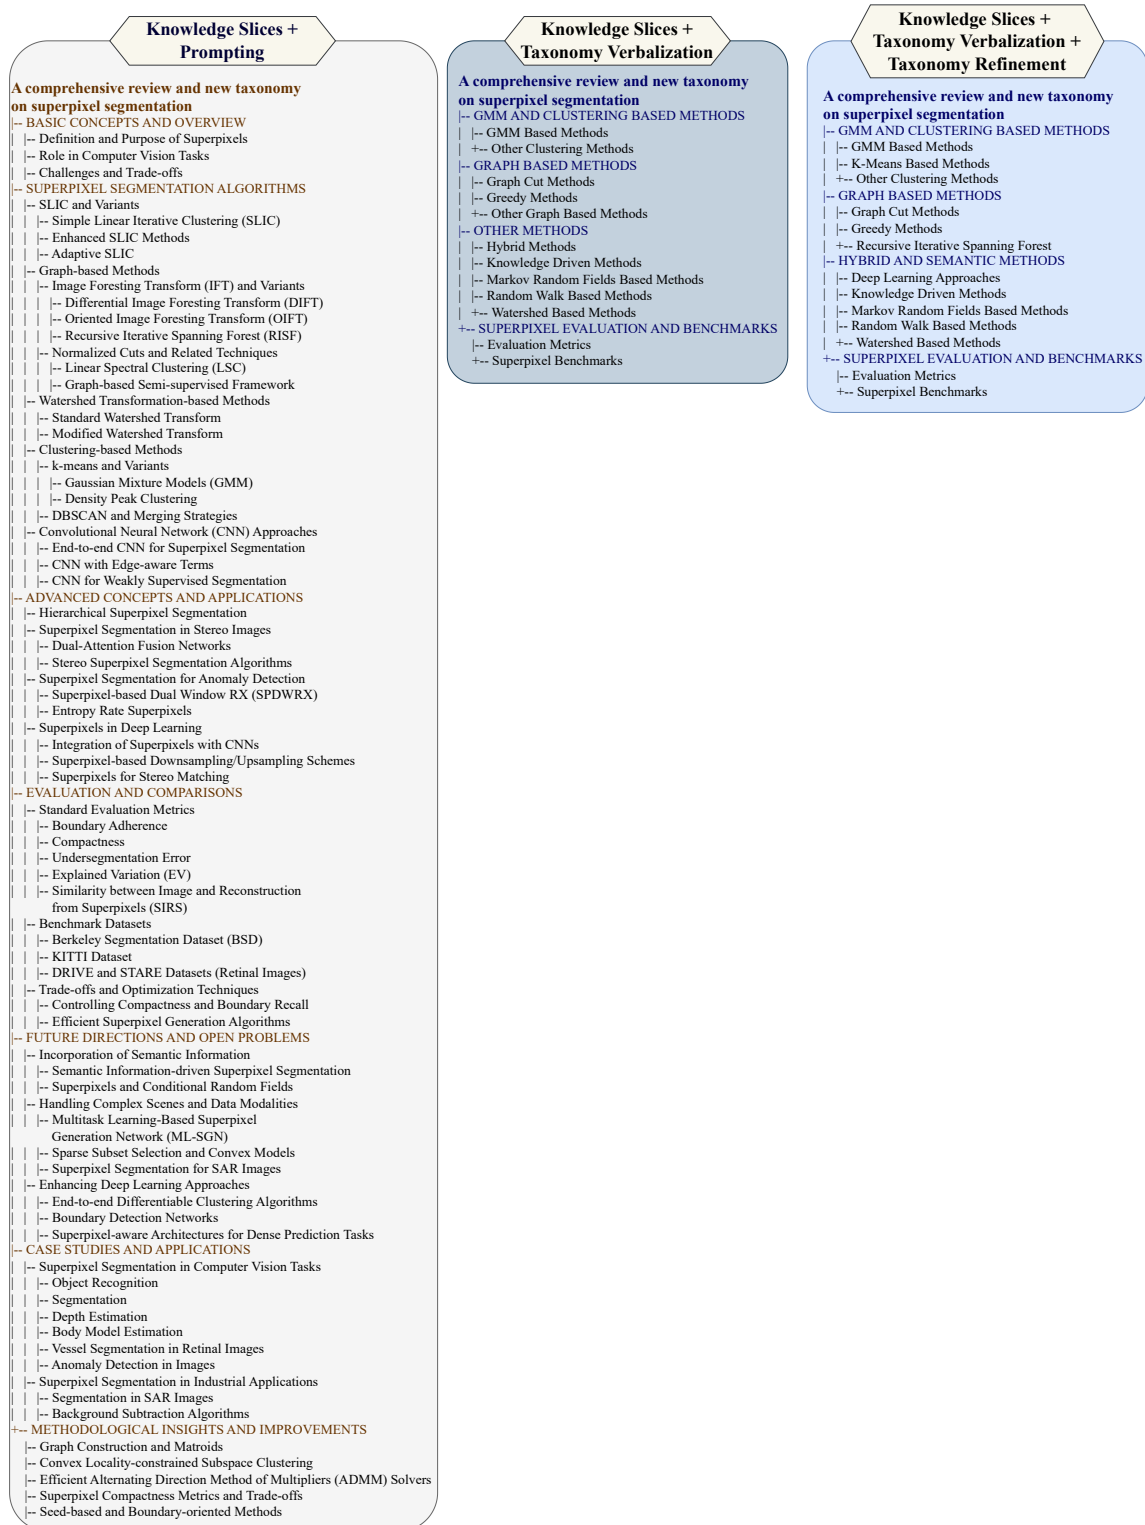 Knowledge Slices +
Prompting
A comprehensive review and new taxonomy
on superpixel segmentation
|-- BASIC CONCEPTS AND OVERVIEW
| |-- Definition and Purpose of Superpixels
| |-- Role in Computer Vision Tasks
| |-- Challenges and Trade-offs
|-- SUPERPIXEL SEGMENTATION ALGORITHMS
| |-- SLIC and Variants
| | |-- Simple Linear Iterative Clustering (SLIC)
| | |-- Enhanced SLIC Methods
| | |-- Adaptive SLIC
| |-- Graph-based Methods
| | |-- Image Foresting Transform (IFT) and Variants
| | | |-- Differential Image Foresting Transform (DIFT)
| | | |-- Oriented Image Foresting Transform (OIFT)
| | | |-- Recursive Iterative Spanning Forest (RISF)
| | |-- Normalized Cuts and Related Techniques
| | | |-- Linear Spectral Clustering (LSC)
| | | |-- Graph-based Semi-supervised Framework
| |-- Watershed Transformation-based Methods
| | |-- Standard Watershed Transform
| | |-- Modified Watershed Transform
| |-- Clustering-based Methods
| | |-- k-means and Variants
| | | |-- Gaussian Mixture Models (GMM)
| | | |-- Density Peak Clustering
| | |-- DBSCAN and Merging Strategies
| |-- Convolutional Neural Network (CNN) Approaches
| | |-- End-to-end CNN for Superpixel Segmentation
| | |-- CNN with Edge-aware Terms
| | |-- CNN for Weakly Supervised Segmentation
|-- ADVANCED CONCEPTS AND APPLICATIONS
| |-- Hierarchical Superpixel Segmentation
| |-- Superpixel Segmentation in Stereo Images
| | |-- Dual-Attention Fusion Networks
| | |-- Stereo Superpixel Segmentation Algorithms
| |-- Superpixel Segmentation for Anomaly Detection
| | |-- Superpixel-based Dual Window RX (SPDWRX)
| | |-- Entropy Rate Superpixels
| |-- Superpixels in Deep Learning
| | |-- Integration of Superpixels with CNNs
| | |-- Superpixel-based Downsampling/Upsampling Schemes
| | |-- Superpixels for Stereo Matching
|-- EVALUATION AND COMPARISONS
| |-- Standard Evaluation Metrics
| | |-- Boundary Adherence
| | |-- Compactness
| | |-- Undersegmentation Error
| | |-- Explained Variation (EV)
| | |-- Similarity between Image and Reconstruction
from Superpixels (SIRS)
| |-- Benchmark Datasets
| | |-- Berkeley Segmentation Dataset (BSD)
| | |-- KITTI Dataset
| | |-- DRIVE and STARE Datasets (Retinal Images)
| |-- Trade-offs and Optimization Techniques
| | |-- Controlling Compactness and Boundary Recall
| | |-- Efficient Superpixel Generation Algorithms
|-- FUTURE DIRECTIONS AND OPEN PROBLEMS
| |-- Incorporation of Semantic Information
| | |-- Semantic Information-driven Superpixel Segmentation
| | |-- Superpixels and Conditional Random Fields
| |-- Handling Complex Scenes and Data Modalities
| | |-- Multitask Learning-Based Superpixel
Generation Network (ML-SGN)
| | |-- Sparse Subset Selection and Convex Models
| | |-- Superpixel Segmentation for SAR Images
| |-- Enhancing Deep Learning Approaches
| | |-- End-to-end Differentiable Clustering Algorithms
| | |-- Boundary Detection Networks
| | |-- Superpixel-aware Architectures for Dense Prediction Tasks
|-- CASE STUDIES AND APPLICATIONS
| |-- Superpixel Segmentation in Computer Vision Tasks
| | |-- Object Recognition
| | |-- Segmentation
| | |-- Depth Estimation
| | |-- Body Model Estimation
| | |-- Vessel Segmentation in Retinal Images
| | |-- Anomaly Detection in Images
| |-- Superpixel Segmentation in Industrial Applications
| | |-- Segmentation in SAR Images
| | |-- Background Subtraction Algorithms
+-- METHODOLOGICAL INSIGHTS AND IMPROVEMENTS
|-- Graph Construction and Matroids
|-- Convex Locality-constrained Subspace Clustering
|-- Efficient Alternating Direction Method of Multipliers (ADMM) Solvers
|-- Superpixel Compactness Metrics and Trade-offs
|-- Seed-based and Boundary-oriented Methods
Knowledge Slices +
Taxonomy Verbalization
A comprehensive review and new taxonomy
on superpixel segmentation
|-- GMM AND CLUSTERING BASED METHODS
| |-- GMM Based Methods
| +-- Other Clustering Methods
|-- GRAPH BASED METHODS
| |-- Graph Cut Methods
| |-- Greedy Methods
| +-- Other Graph Based Methods
|-- OTHER METHODS
| |-- Hybrid Methods
| |-- Knowledge Driven Methods
| |-- Markov Random Fields Based Methods
| |-- Random Walk Based Methods
| +-- Watershed Based Methods
+-- SUPERPIXEL EVALUATION AND BENCHMARKS
|-- Evaluation Metrics
+-- Superpixel Benchmarks
Knowledge Slices +
Taxonomy Verbalization +
Taxonomy Refinement
A comprehensive review and new taxonomy
on superpixel segmentation
|-- GMM AND CLUSTERING BASED METHODS
| |-- GMM Based Methods
| |-- K-Means Based Methods
| +-- Other Clustering Methods
|-- GRAPH BASED METHODS
| |-- Graph Cut Methods
| |-- Greedy Methods
| +-- Recursive Iterative Spanning Forest
|-- HYBRID AND SEMANTIC METHODS
| |-- Deep Learning Approaches
| |-- Knowledge Driven Methods
| |-- Markov Random Fields Based Methods
| |-- Random Walk Based Methods
| +-- Watershed Based Methods
+-- SUPERPIXEL EVALUATION AND BENCHMARKS
|-- Evaluation Metrics
+-- Superpixel Benchmarks